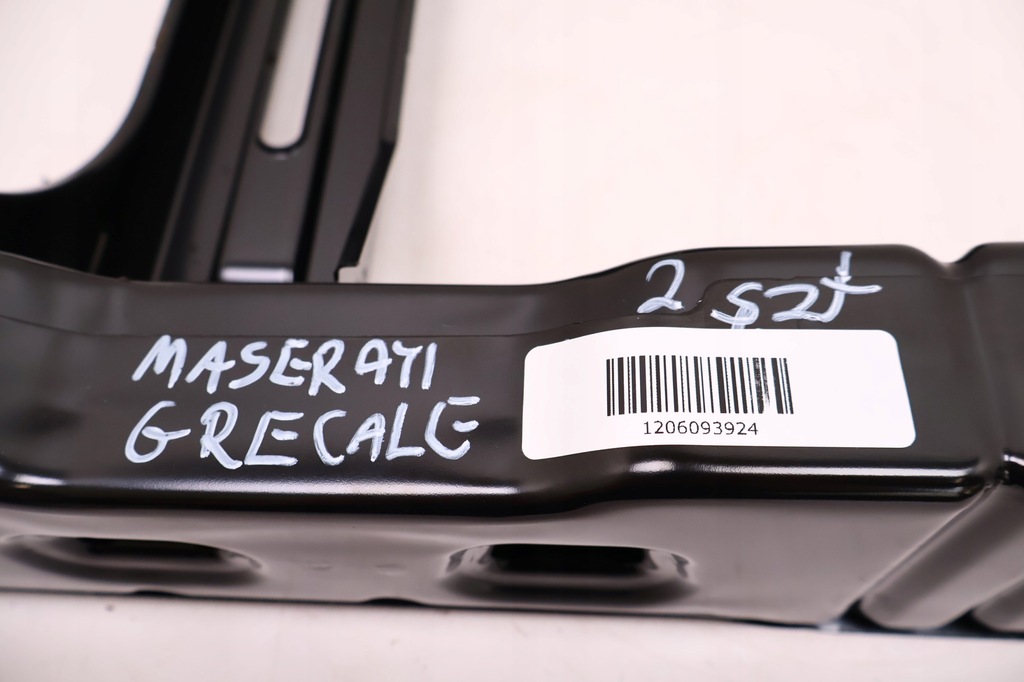 2 SZt
MASERATI
GRECALE
1206093924